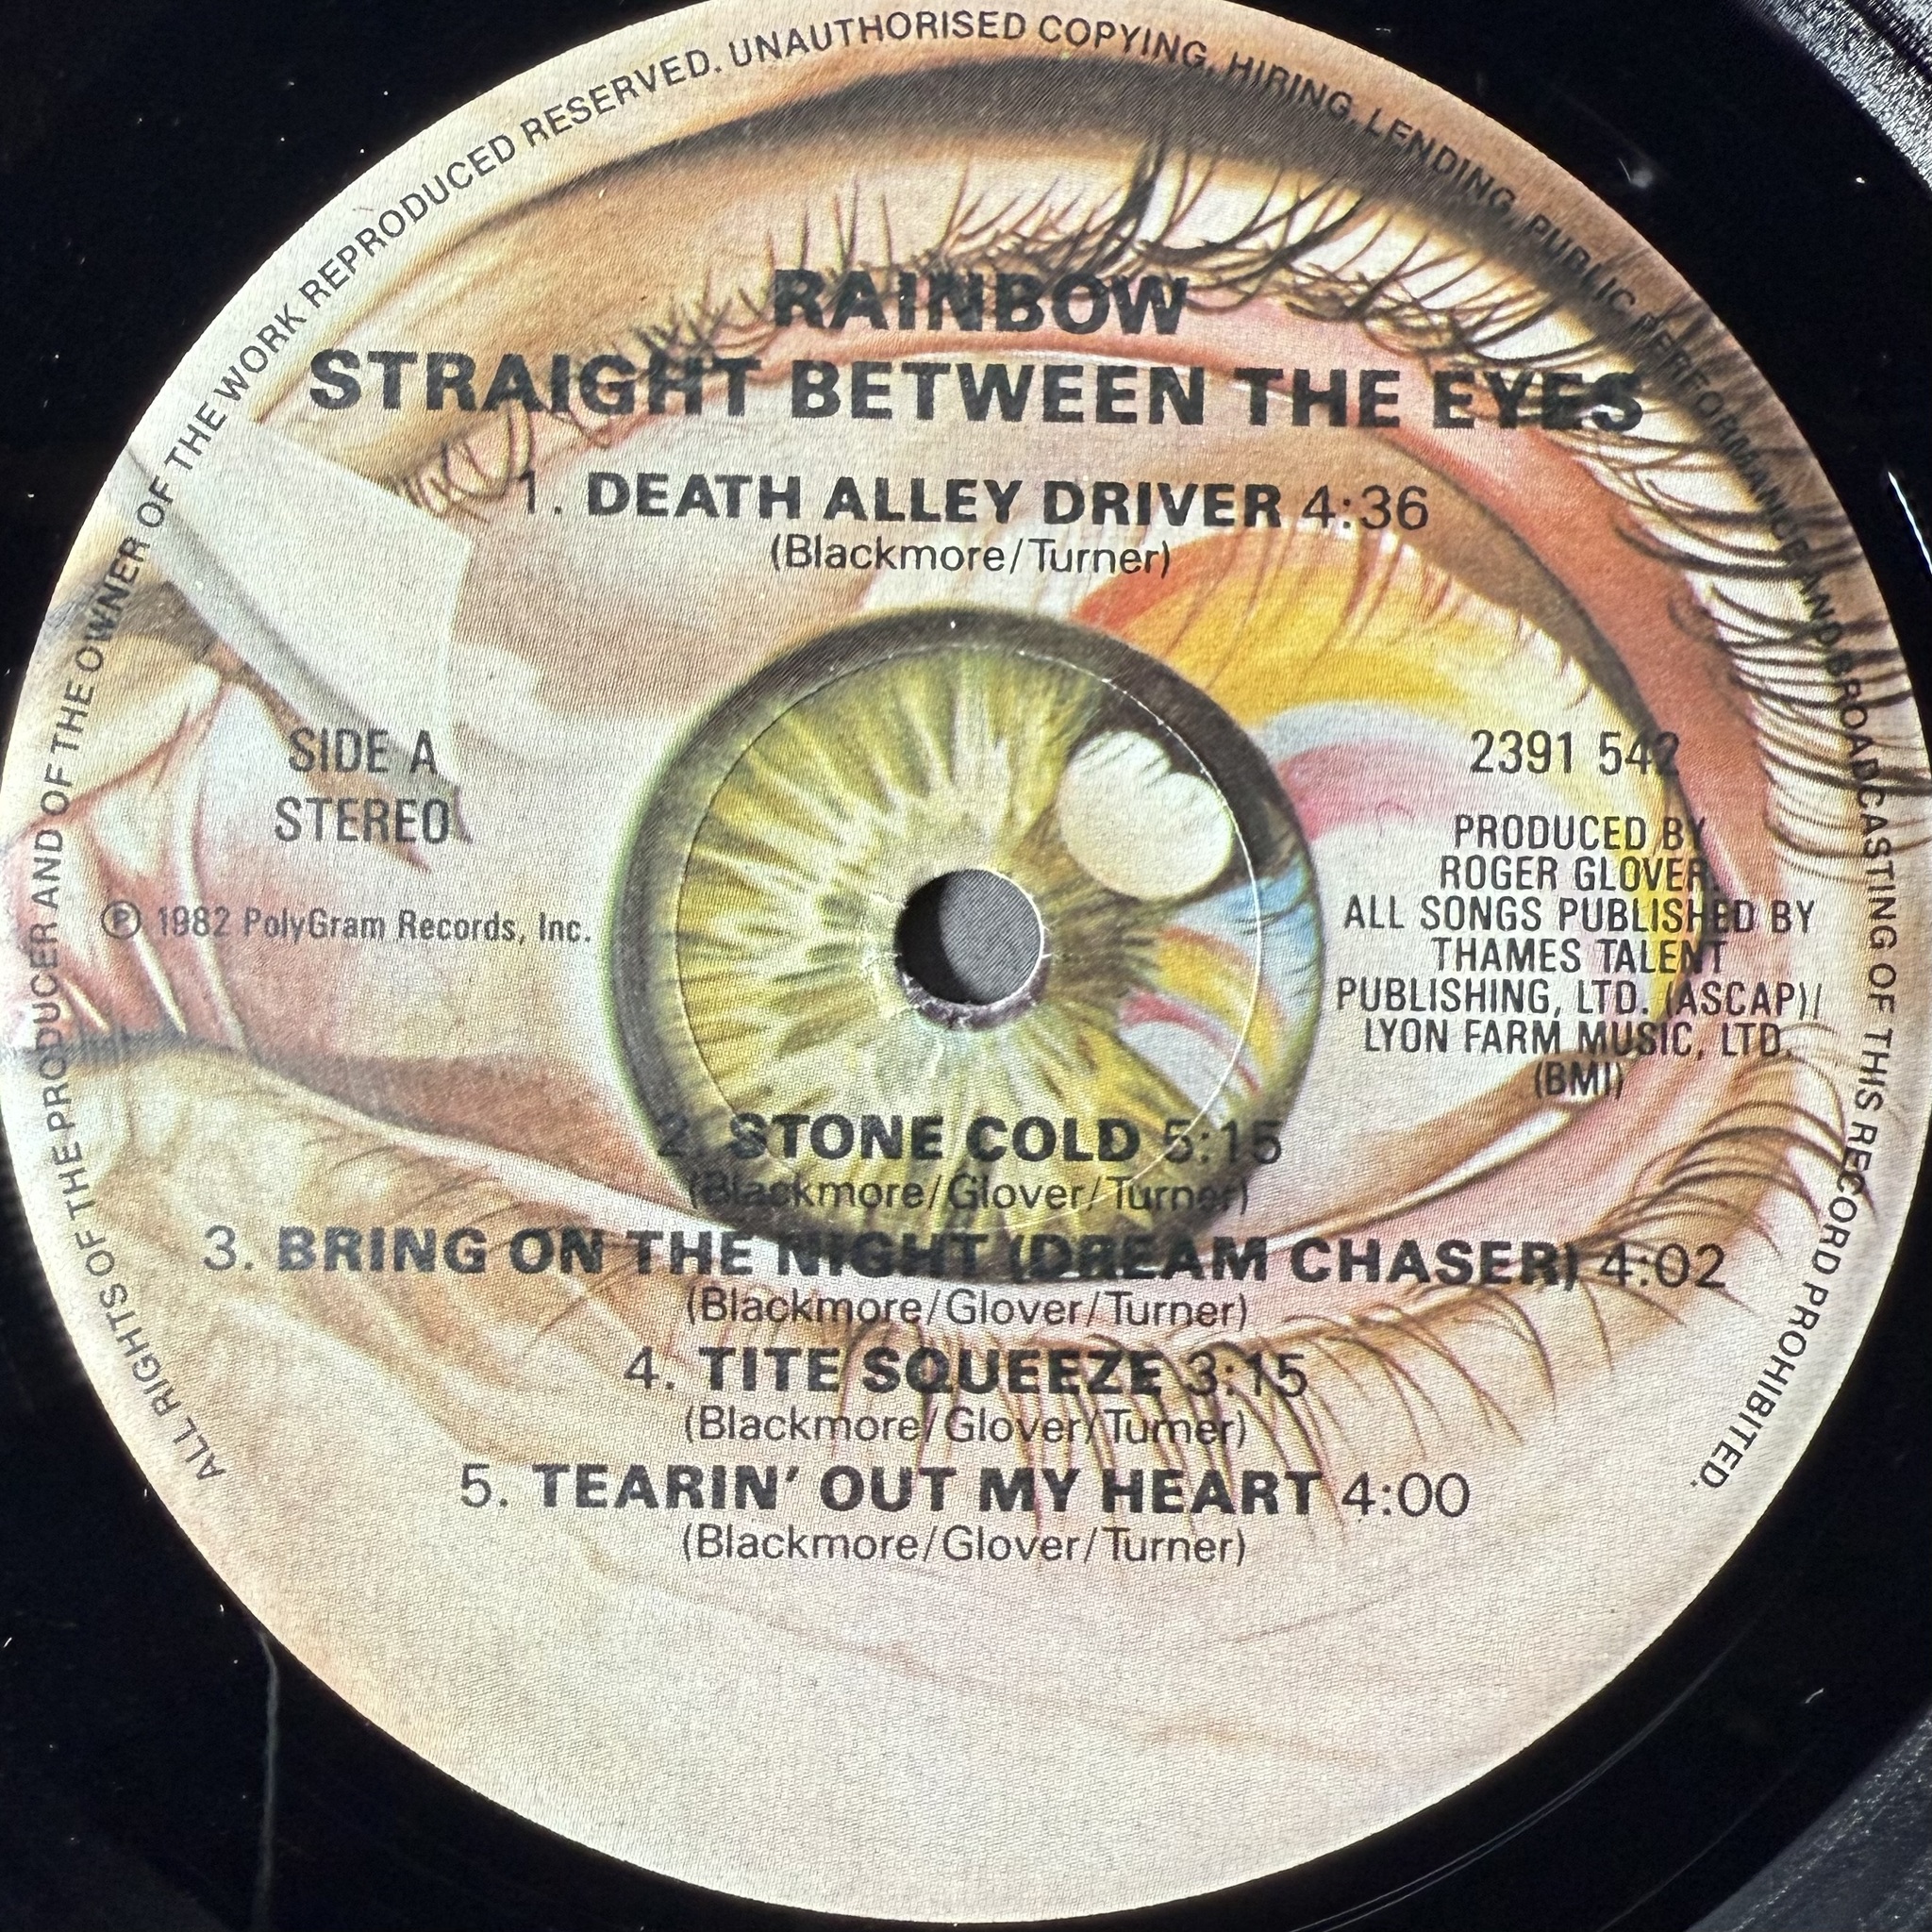 ALL RIGHTS OF THE PRODUCER AND OF THE OWNER OF THE WORK REPRODUCED RESERVED. UNAUTHORISED COPYING, HIRING, LENDING, PUBLIC PERFORMANCE AND BROADCASTING OF THIS RECORD PROHIBITED.
RAINBOW
STRAIGHT BETWEEN THE EYES
1. DEATH ALLEY DRIVER 4:36
(Blackmore/Turner)
SIDE A
STEREO
℗ 1982 PolyGram Records, Inc.
2391 542
PRODUCED BY
ROGER GLOVER.
ALL SONGS PUBLISHED BY
THAMES TALENT
PUBLISHING, LTD. (ASCAP)/
LYON FARM MUSIC, LTD.
(BMI)
2. STONE COLD 5:15
(Blackmore/Glover/Turner)
3. BRING ON THE NIGHT (DREAM CHASER) 4:02
(Blackmore/Glover/Turner)
4. TITE SQUEEZE 3:15
(Blackmore/Glover/Turner)
5. TEARIN' OUT MY HEART 4:00
(Blackmore/Glover/Turner)